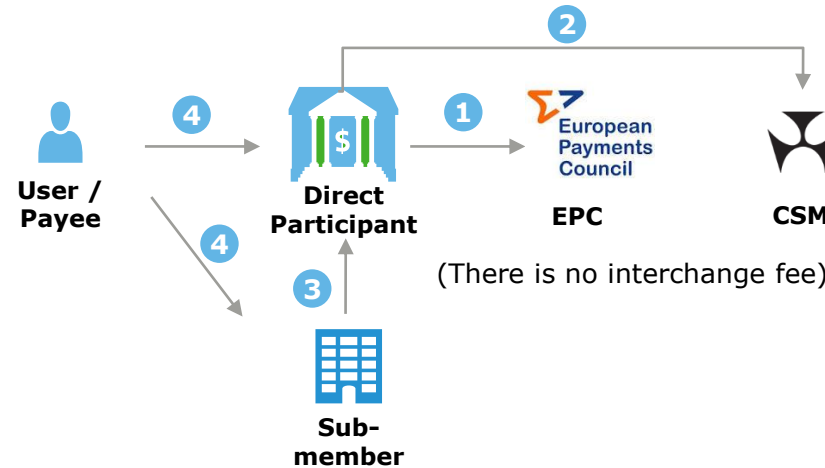 2
4
1
$
European
Payments
Council
User /
Payee
Direct
Participant
EPC
CSM
4
3
(There is no interchange fee)
Sub-
member